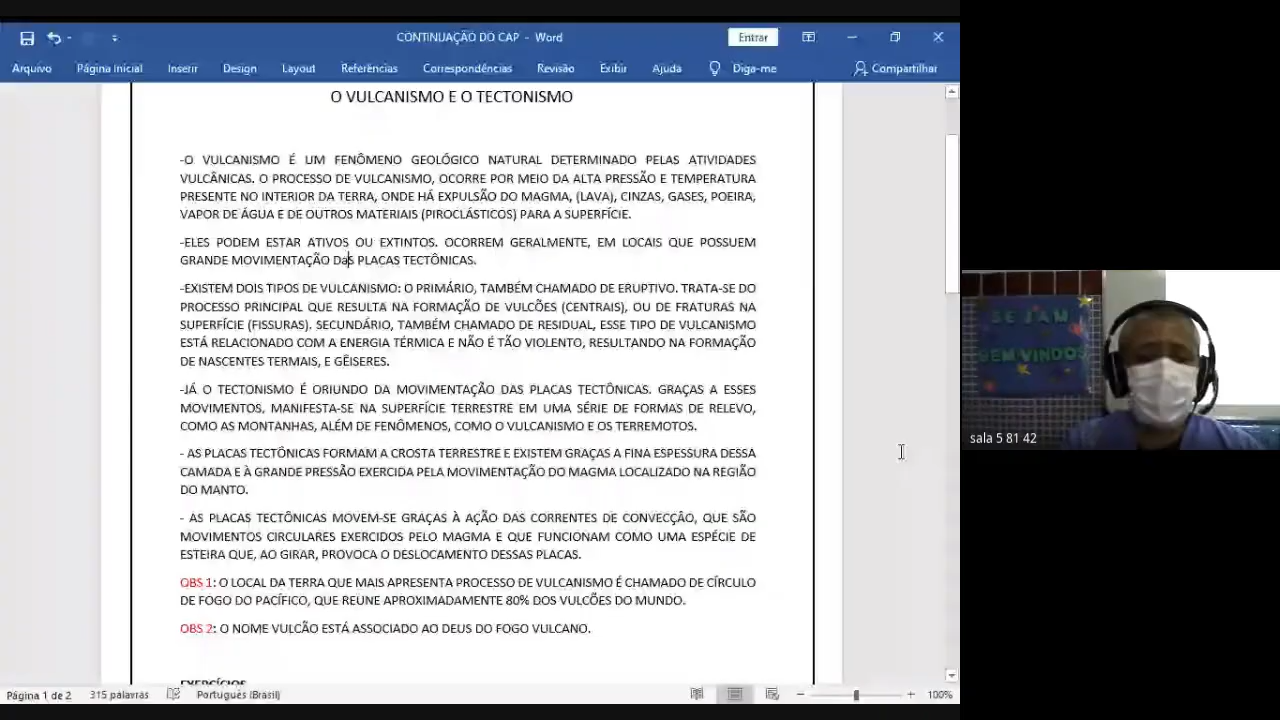 CONTINUAÇÃO DO CAP - Word
Entrar
Arquivo Página Inicial Inserir Design Layout Referências Correspondências Revisão Exibir Ajuda Diga-me Compartilhar
O VULCANISMO E O TECTONISMO
-O VULCANISMO É UM FENÔMENO GEOLÓGICO NATURAL DETERMINADO PELAS ATIVIDADES
VULCÂNICAS. O PROCESSO DE VULCANISMO, OCORRE POR MEIO DA ALTA PRESSÃO E TEMPERATURA
PRESENTE NO INTERIOR DA TERRA, ONDE HÁ EXPULSÃO DO MAGMA, (LAVA), CINZAS, GASES, POEIRA,
VAPOR DE ÁGUA E DE OUTROS MATERIAIS (PIROCLÁSTICOS) PARA A SUPERFÍCIE.
-ELES PODEM ESTAR ATIVOS OU EXTINTOS. OCORREM GERALMENTE, EM LOCAIS QUE POSSUEM
GRANDE MOVIMENTAÇÃO DaS PLACAS TECTÔNICAS.
-EXISTEM DOIS TIPOS DE VULCANISMO: O PRIMÁRIO, TAMBÉM CHAMADO DE ERUPTIVO. TRATA-SE DO
PROCESSO PRINCIPAL QUE RESULTA NA FORMAÇÃO DE VULCÕES (CENTRAIS), OU DE FRATURAS NA
SUPERFÍCIE (FISSURAS). SECUNDÁRIO, TAMBÉM CHAMADO DE RESIDUAL, ESSE TIPO DE VULCANISMO
ESTÁ RELACIONADO COM A ENERGIA TÉRMICA E NÃO É TÃO VIOLENTO, RESULTANDO NA FORMAÇÃO
DE NASCENTES TERMAIS, E GÊISERES.
-JÁ O TECTONISMO É ORIUNDO DA MOVIMENTAÇÃO DAS PLACAS TECTÔNICAS. GRAÇAS A ESSES
MOVIMENTOS, MANIFESTA-SE NA SUPERFÍCIE TERRESTRE EM UMA SÉRIE DE FORMAS DE RELEVO,
COMO AS MONTANHAS, ALÉM DE FENÔMENOS, COMO O VULCANISMO E OS TERREMOTOS.
- AS PLACAS TECTÔNICAS FORMAM A CROSTA TERRESTRE E EXISTEM GRAÇAS A FINA ESPESSURA DESSA
CAMADA E À GRANDE PRESSÃO EXERCIDA PELA MOVIMENTAÇÃO DO MAGMA LOCALIZADO NA REGIÃO
DO MANTO.
- AS PLACAS TECTÔNICAS MOVEM-SE GRAÇAS À AÇÃO DAS CORRENTES DE CONVECÇÃO, QUE SÃO
MOVIMENTOS CIRCULARES EXERCIDOS PELO MAGMA E QUE FUNCIONAM COMO UMA ESPÉCIE DE
ESTEIRA QUE, AO GIRAR, PROVOCA O DESLOCAMENTO DESSAS PLACAS.
OBS 1: O LOCAL DA TERRA QUE MAIS APRESENTA PROCESSO DE VULCANISMO É CHAMADO DE CÍRCULO
DE FOGO DO PACÍFICO, QUE REÚNE APROXIMADAMENTE 80% DOS VULCÕES DO MUNDO.
OBS 2: O NOME VULCÃO ESTÁ ASSOCIADO AO DEUS DO FOGO VULCANO.
EXERCÍCIOS
Página 1 de 2 315 palavras Português (Brasil) 100%
SEJAM
BEM VINDOS
sala 5 81 42